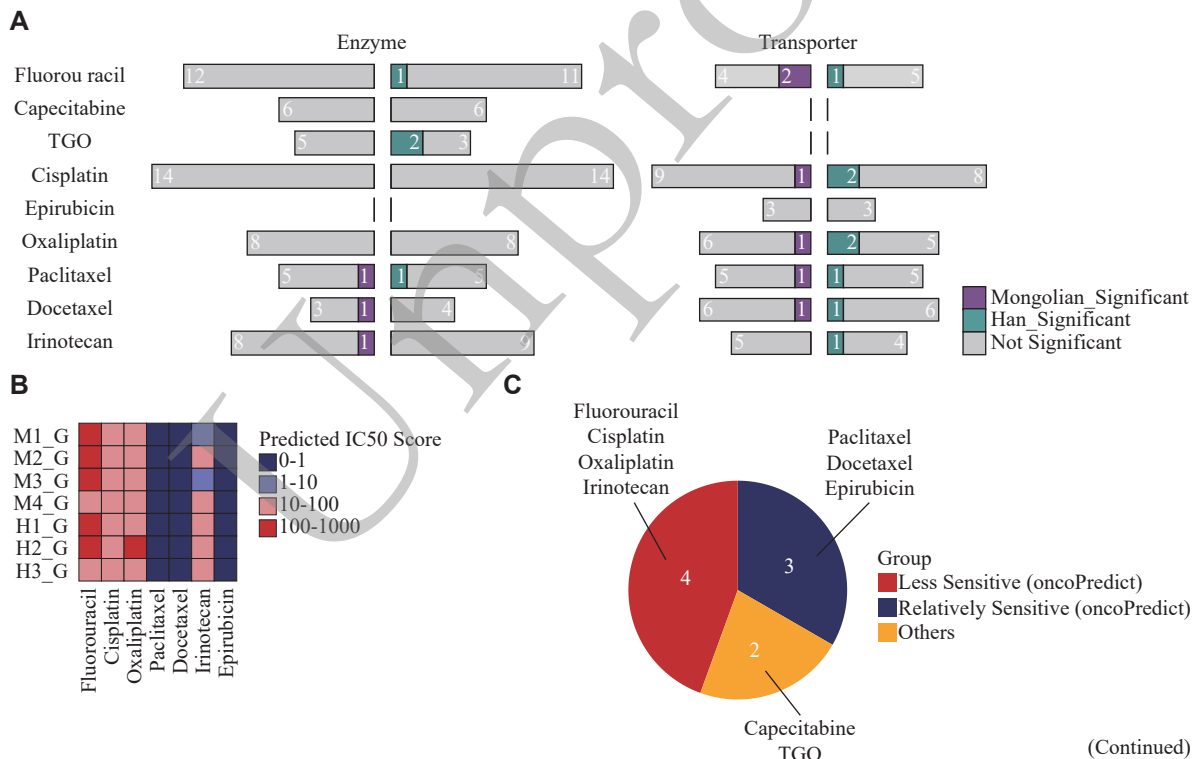 A
Enzyme Transporter
Fluorou racil 12 1 11 4 2 1 5
Capecitabine 6 6
TGO 5 2 3
Cisplatin 14 14 9 1 2 8
Epirubicin 3 3
Oxaliplatin 8 8 6 1 2 5
Paclitaxel 5 1 1 5 5 1 1 5
Docetaxel 3 1 4 6 1 1 6
Irinotecan 8 1 9 5 1 4
Mongolian_Significant
Han_Significant
Not Significant
B
M1_G
M2_G
M3_G
M4_G
H1_G
H2_G
H3_G
Fluorouracil
Cisplatin
Oxaliplatin
Paclitaxel
Docetaxel
Irinotecan
Epirubicin
Predicted IC50 Score
0-1
1-10
10-100
100-1000
C
Fluorouracil
Cisplatin
Oxaliplatin
Irinotecan
Paclitaxel
Docetaxel
Epirubicin
4
3
2
Capecitabine
TGO
Group
Less Sensitive (oncoPredict)
Relatively Sensitive (oncoPredict)
Others
(Continued)
Unpro